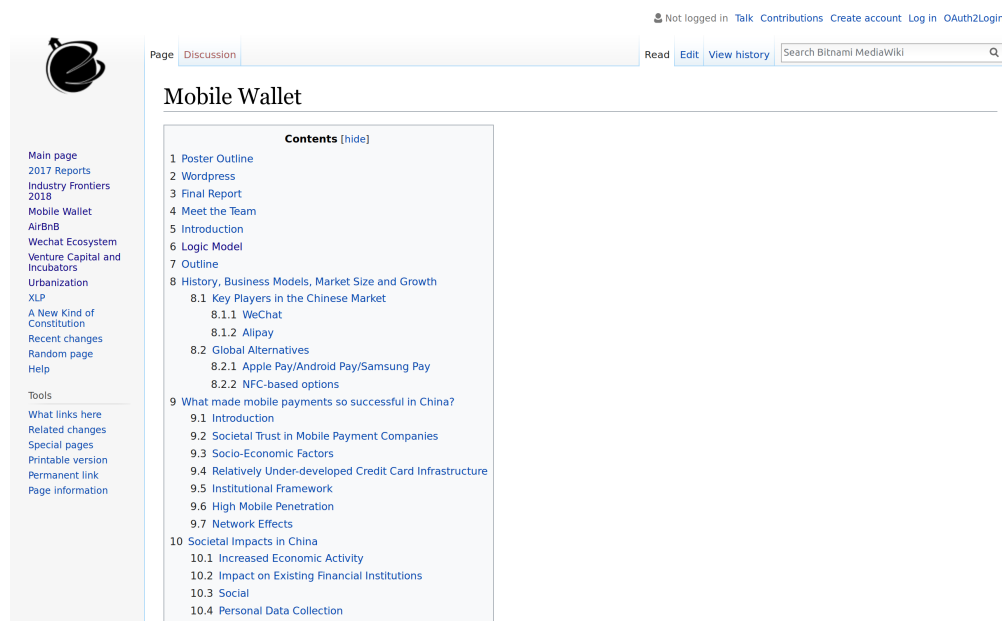 Not logged in Talk Contributions Create account Log in OAuth2Login
Page Discussion Read Edit View history Search Bitnami MediaWiki
Mobile Wallet
Main page
2017 Reports
Industry Frontiers
2018
Mobile Wallet
AirBnB
Wechat Ecosystem
Venture Capital and
Incubators
Urbanization
XLP
A New Kind of
Constitution
Recent changes
Random page
Help
Tools
What links here
Related changes
Special pages
Printable version
Permanent link
Page information
Contents [hide]
1 Poster Outline
2 Wordpress
3 Final Report
4 Meet the Team
5 Introduction
6 Logic Model
7 Outline
8 History, Business Models, Market Size and Growth
8.1 Key Players in the Chinese Market
8.1.1 WeChat
8.1.2 Alipay
8.2 Global Alternatives
8.2.1 Apple Pay/Android Pay/Samsung Pay
8.2.2 NFC-based options
9 What made mobile payments so successful in China?
9.1 Introduction
9.2 Societal Trust in Mobile Payment Companies
9.3 Socio-Economic Factors
9.4 Relatively Under-developed Credit Card Infrastructure
9.5 Institutional Framework
9.6 High Mobile Penetration
9.7 Network Effects
10 Societal Impacts in China
10.1 Increased Economic Activity
10.2 Impact on Existing Financial Institutions
10.3 Social
10.4 Personal Data Collection